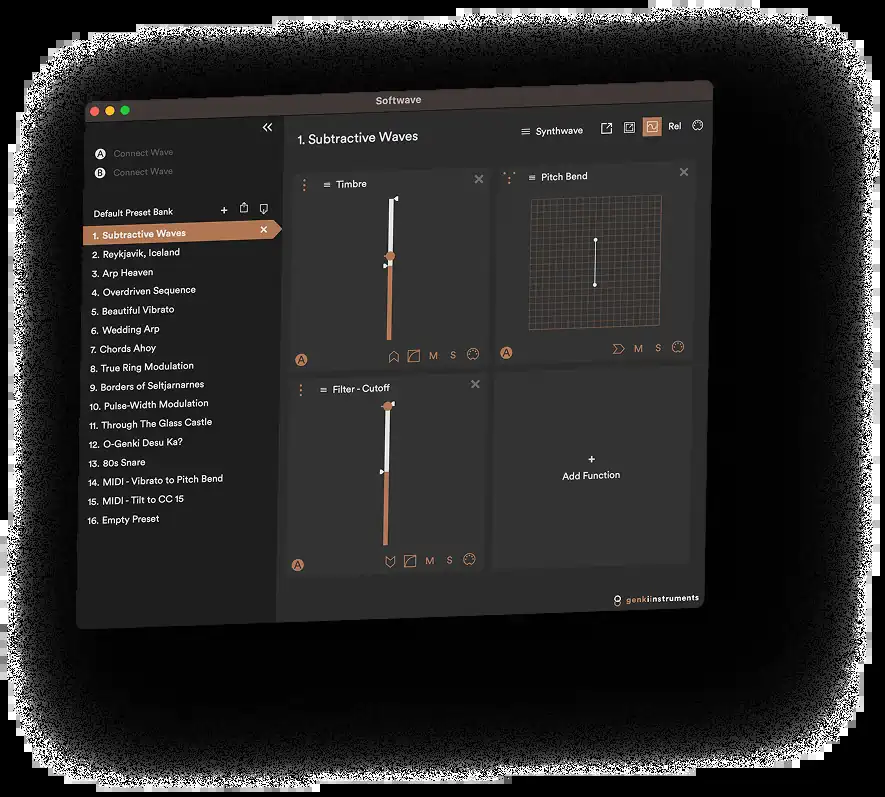 Softwave
A Connect Wave
B Connect Wave
Default Preset Bank
1. Subtractive Waves
2. Reykjavik, Iceland
3. Arp Heaven
4. Overdriven Sequence
5. Beautiful Vibrato
6. Wedding Arp
7. Chords Ahoy
8. True Ring Modulation
9. Borders of Seltjarnarnes
10. Pulse-Width Modulation
11. Through The Glass Castle
12. O-Genki Desu Ka?
13. 80s Snare
14. MIDI - Vibrato to Pitch Bend
15. MIDI - Tilt to CC 15
16. Empty Preset
1. Subtractive Waves
Synthwave
Rel
Timbre
A M S
Pitch Bend
A M S
Filter - Cutoff
A M S
+
Add Function
genkiinstruments